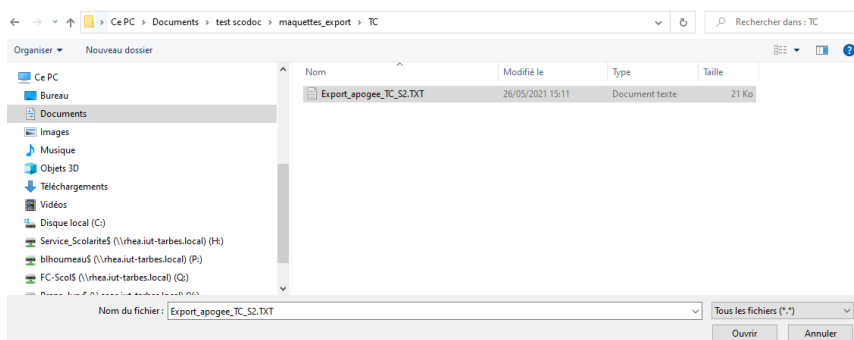 Ce PC > Documents > test scodoc > maquettes_export > TC
Rechercher dans : TC
Organiser
Nouveau dossier
Nom
Modifié le
Type
Taille
Ce PC
Bureau
Documents
Images
Musique
Objets 3D
Téléchargements
Vidéos
Disque local (C:)
Service_Scolarite$ (\\rhea.iut-tarbes.local) (H:)
blhoumeau$ (\\rhea.iut-tarbes.local) (P:)
FC-Scol$ (\\rhea.iut-tarbes.local) (Q:)
Export_apogee_TC_S2.TXT
26/05/2021 15:11
Document texte
21 Ko
Nom du fichier :
Export_apogee_TC_S2.TXT
Tous les fichiers (*.*)
Ouvrir
Annuler